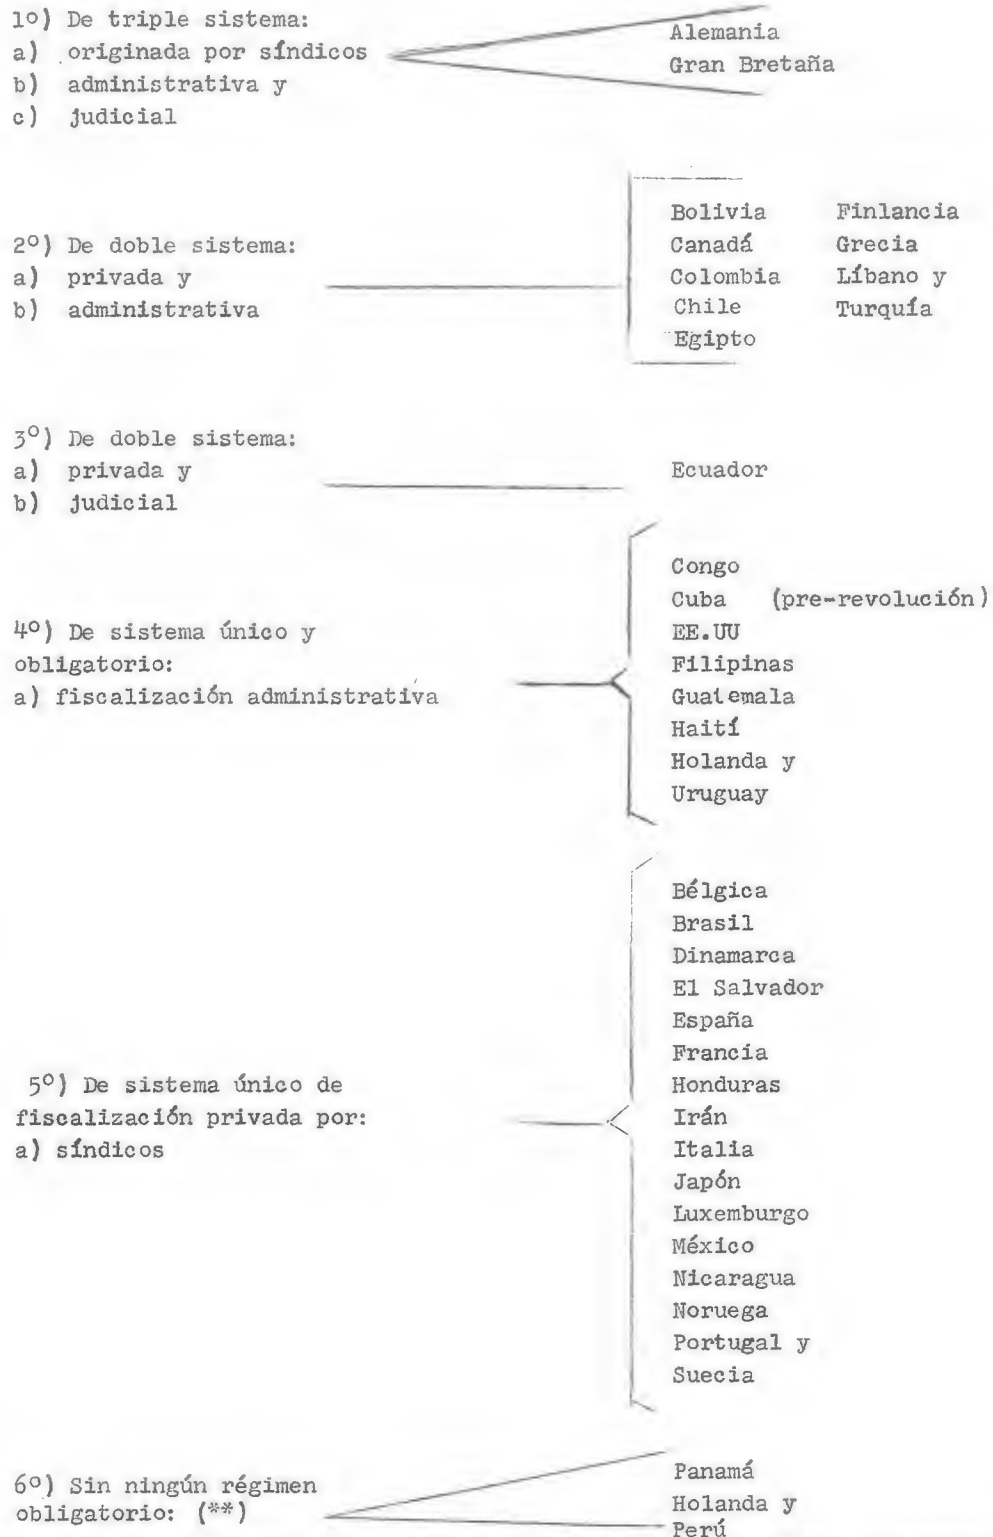 1º) De triple sistema:
a) originada por síndicos
b) administrativa y
c) judicial
Alemania
Gran Bretaña
2º) De doble sistema:
a) privada y
b) administrativa
Bolivia Finlancia
Canadá Grecia
Colombia Líbano y
Chile Turquía
Egipto
3º) De doble sistema:
a) privada y
b) judicial
Ecuador
4º) De sistema único y
obligatorio:
a) fiscalización administrativa
Congo
Cuba (pre-revolución)
EE.UU
Filipinas
Guatemala
Haití
Holanda y
Uruguay
5º) De sistema único de
fiscalización privada por:
a) síndicos
Bélgica
Brasil
Dinamarca
El Salvador
España
Francia
Honduras
Irán
Italia
Japón
Luxemburgo
México
Nicaragua
Noruega
Portugal y
Suecia
6º) Sin ningún régimen
obligatorio: (**)
Panamá
Holanda y
Perú